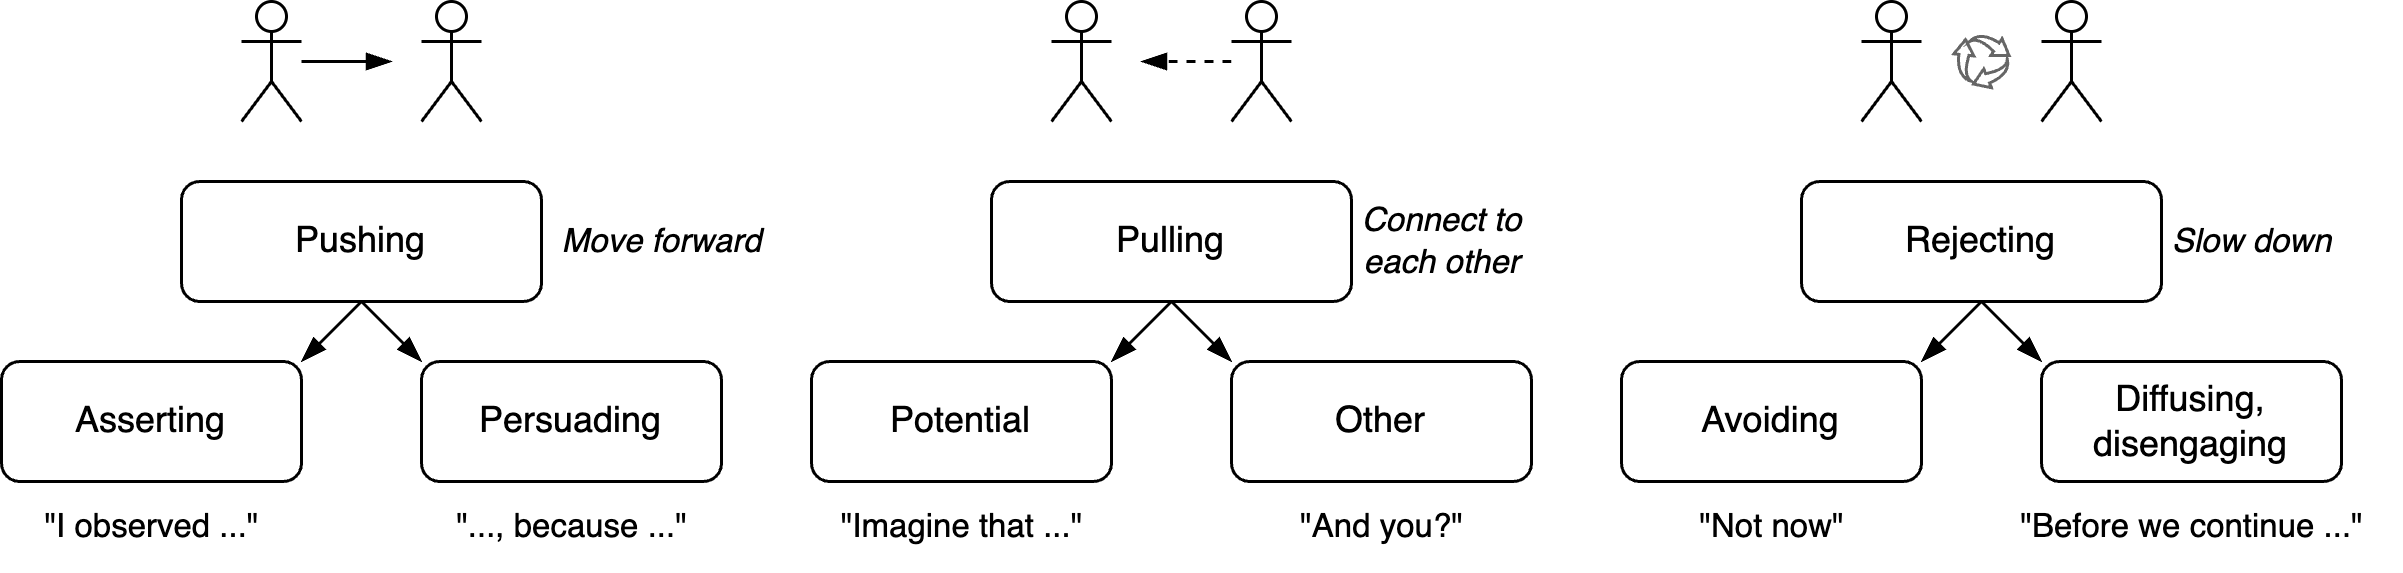 Pushing
Move forward
Asserting
Persuading
"I observed ..."
"..., because ..."
Pulling
Connect to
each other
Potential
Other
"Imagine that ..."
"And you?"
Rejecting
Slow down
Avoiding
Diffusing,
disengaging
"Not now"
"Before we continue ..."